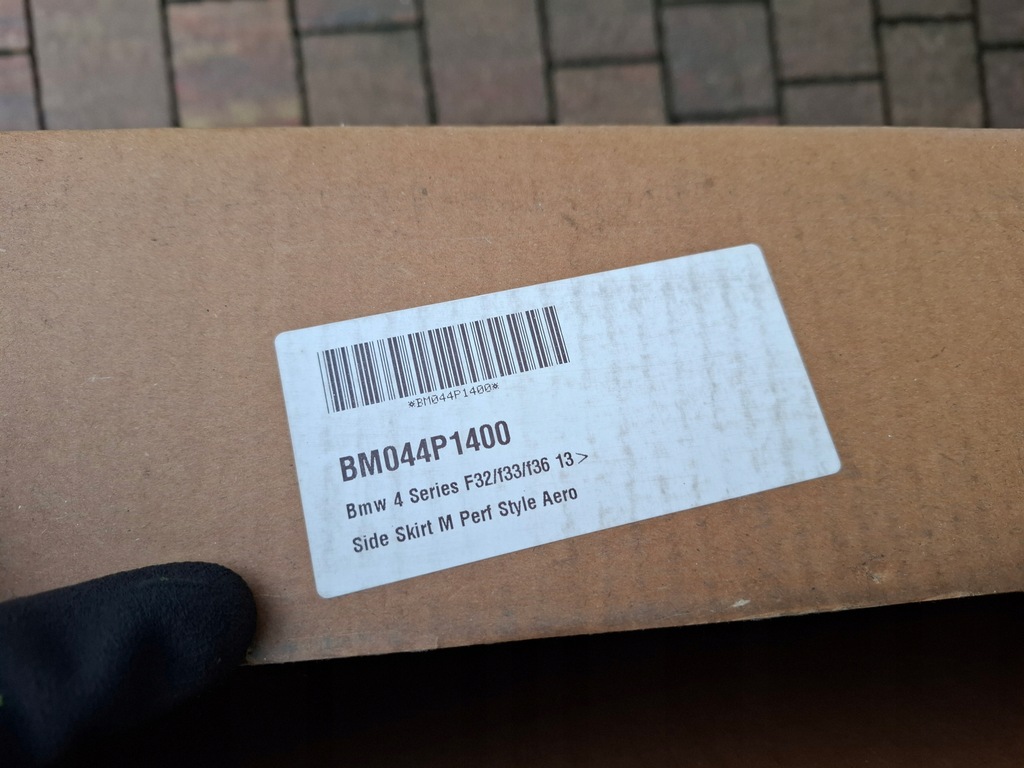 *BM044P1400*
BM044P1400
Bmw 4 Series F32/f33/f36 13>
Side Skirt M Perf Style Aero